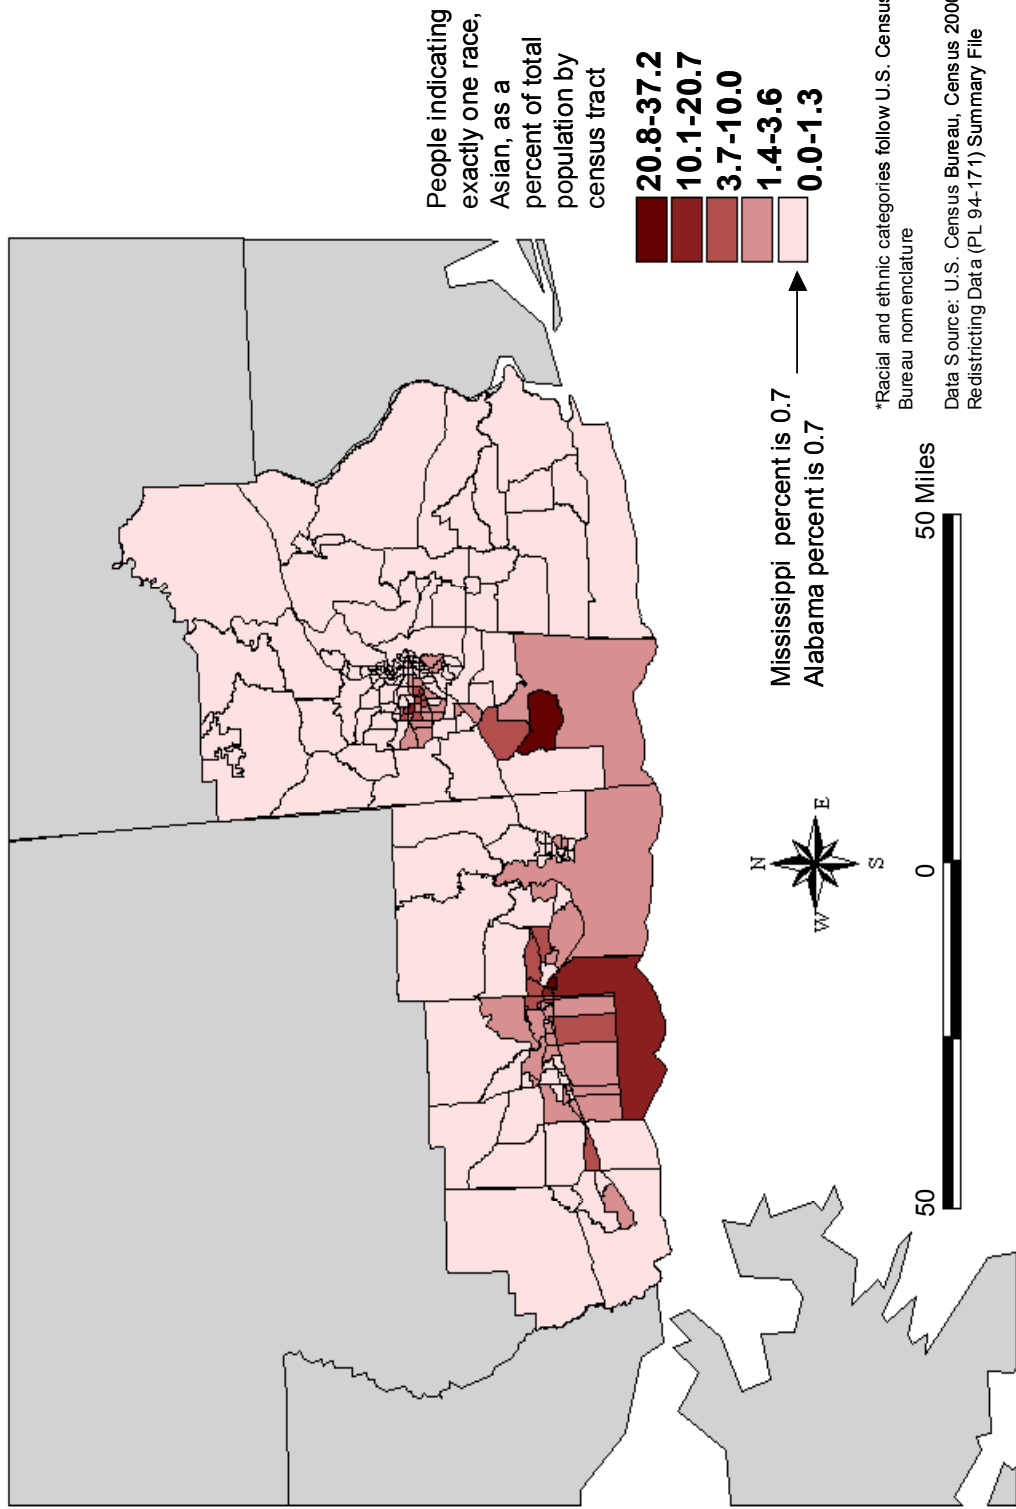 People indicating
exactly one race,
Asian, as a
percent of total
population by
census tract
20.8-37.2
10.1-20.7
3.7-10.0
1.4-3.6
0.0-1.3
Mississippi percent is 0.7
Alabama percent is 0.7
N
W
E
S
50
0
50 Miles
*Racial and ethnic categories follow U.S. Census
Bureau nomenclature
Data Source: U.S. Census Bureau, Census 2000
Redistricting Data (PL 94-171) Summary File